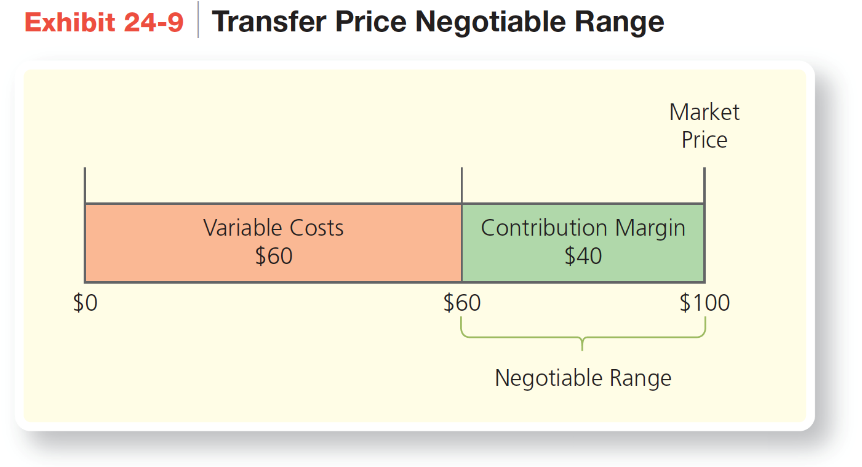 Exhibit 24-9 Transfer Price Negotiable Range
Market
Price
Variable Costs
$60
Contribution Margin
$40
$0
$60
$100
Negotiable Range